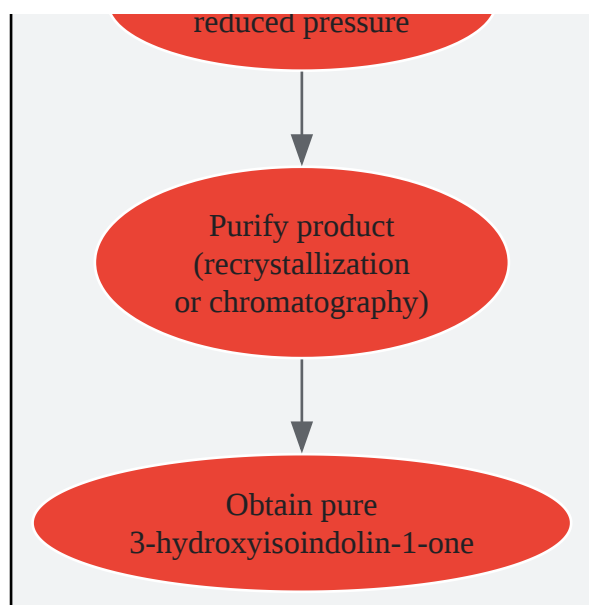 reduced pressure
Purify product
(recrystallization
or chromatography)
Obtain pure
3-hydroxyisoindolin-1-one